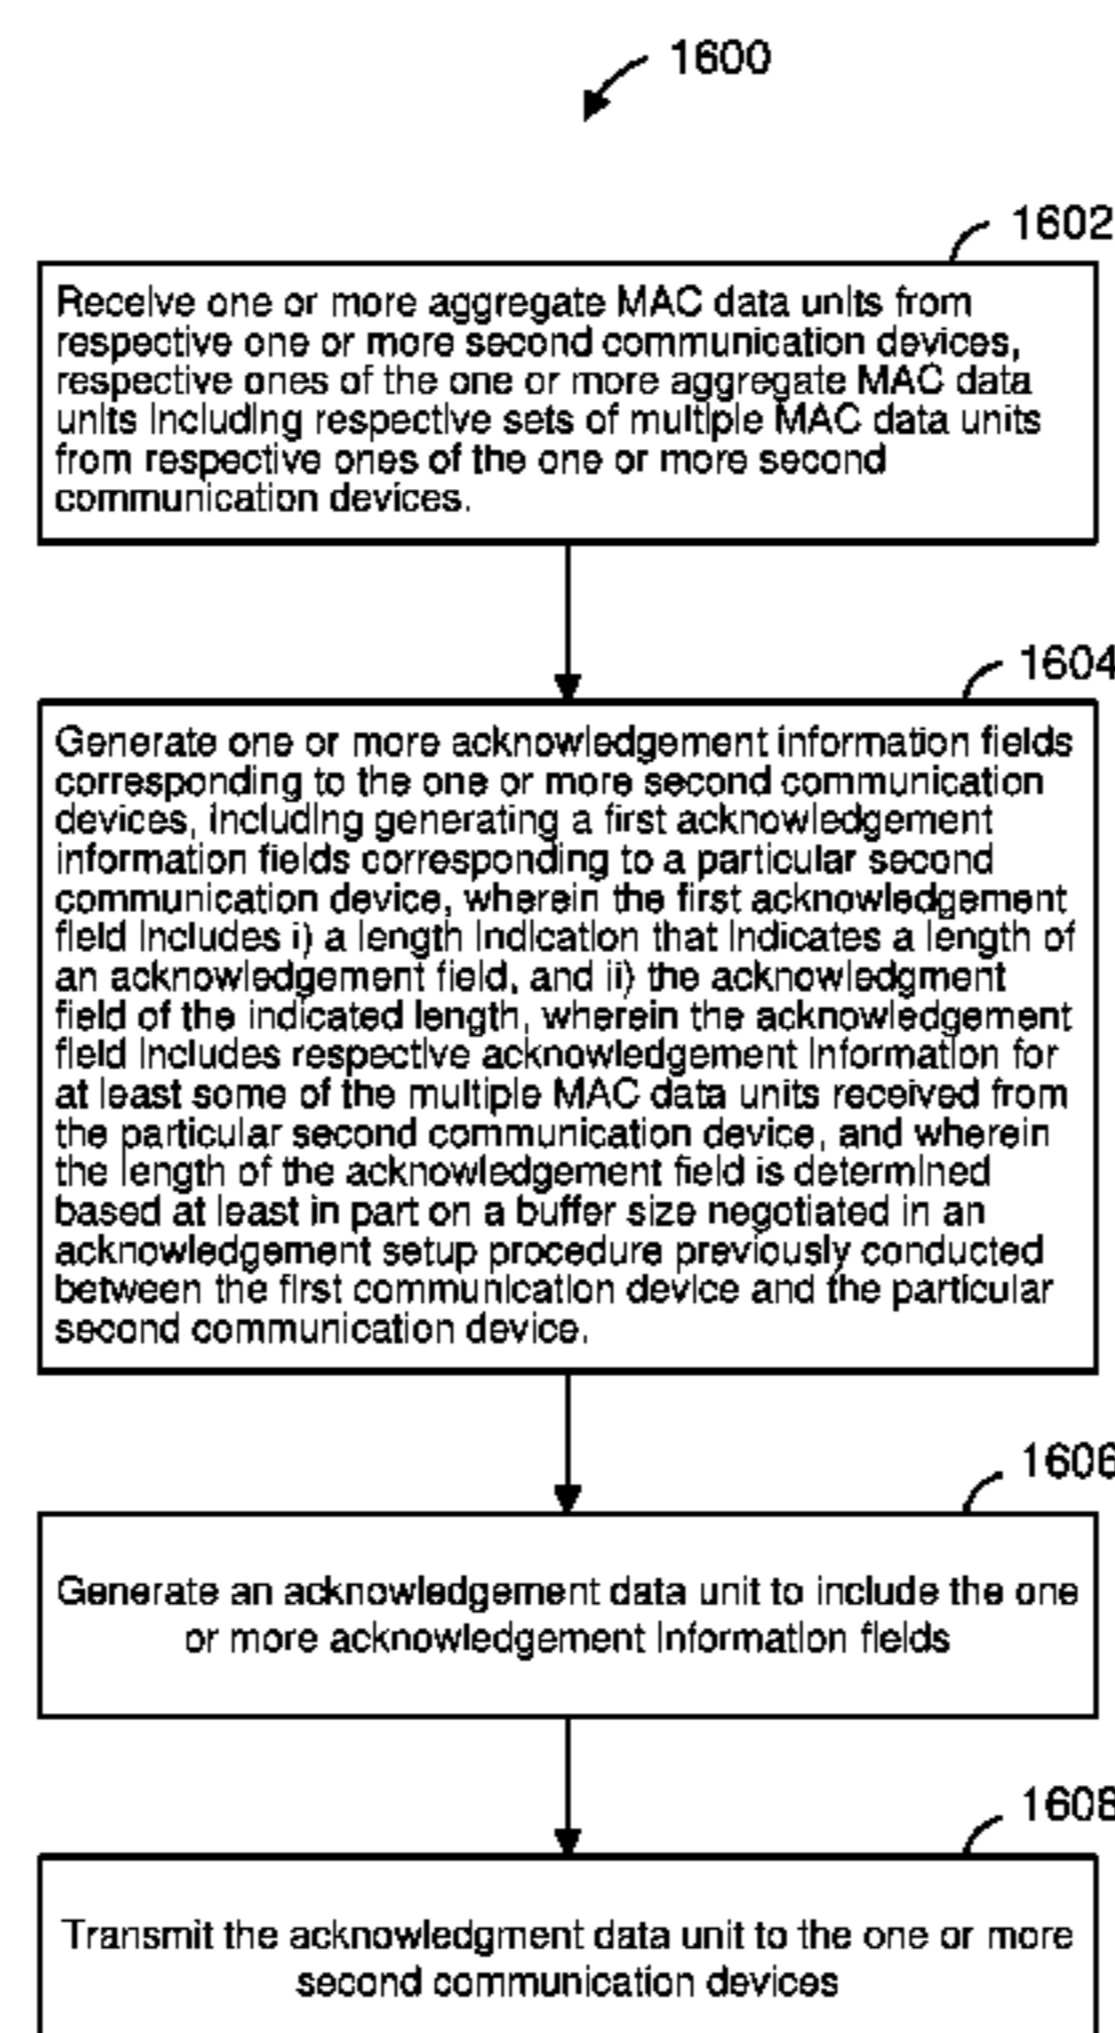 1600
1602
Receive one or more aggregate MAC data units from
respective one or more second communication devices,
respective ones of the one or more aggregate MAC data
units including respective sets of multiple MAC data units
from respective ones of the one or more second
communication devices.
1604
Generate one or more acknowledgement information fields
corresponding to the one or more second communication
devices, including generating a first acknowledgement
information fields corresponding to a particular second
communication device, wherein the first acknowledgement
field includes i) a length indication that indicates a length of
an acknowledgement field, and ii) the acknowledgment
field of the indicated length, wherein the acknowledgement
field includes respective acknowledgement information for
at least some of the multiple MAC data units received from
the particular second communication device, and wherein
the length of the acknowledgement field is determined
based at least in part on a buffer size negotiated in an
acknowledgement setup procedure previously conducted
between the first communication device and the particular
second communication device.
1606
Generate an acknowledgement data unit to include the one
or more acknowledgement information fields
1608
Transmit the acknowledgment data unit to the one or more
second communication devices